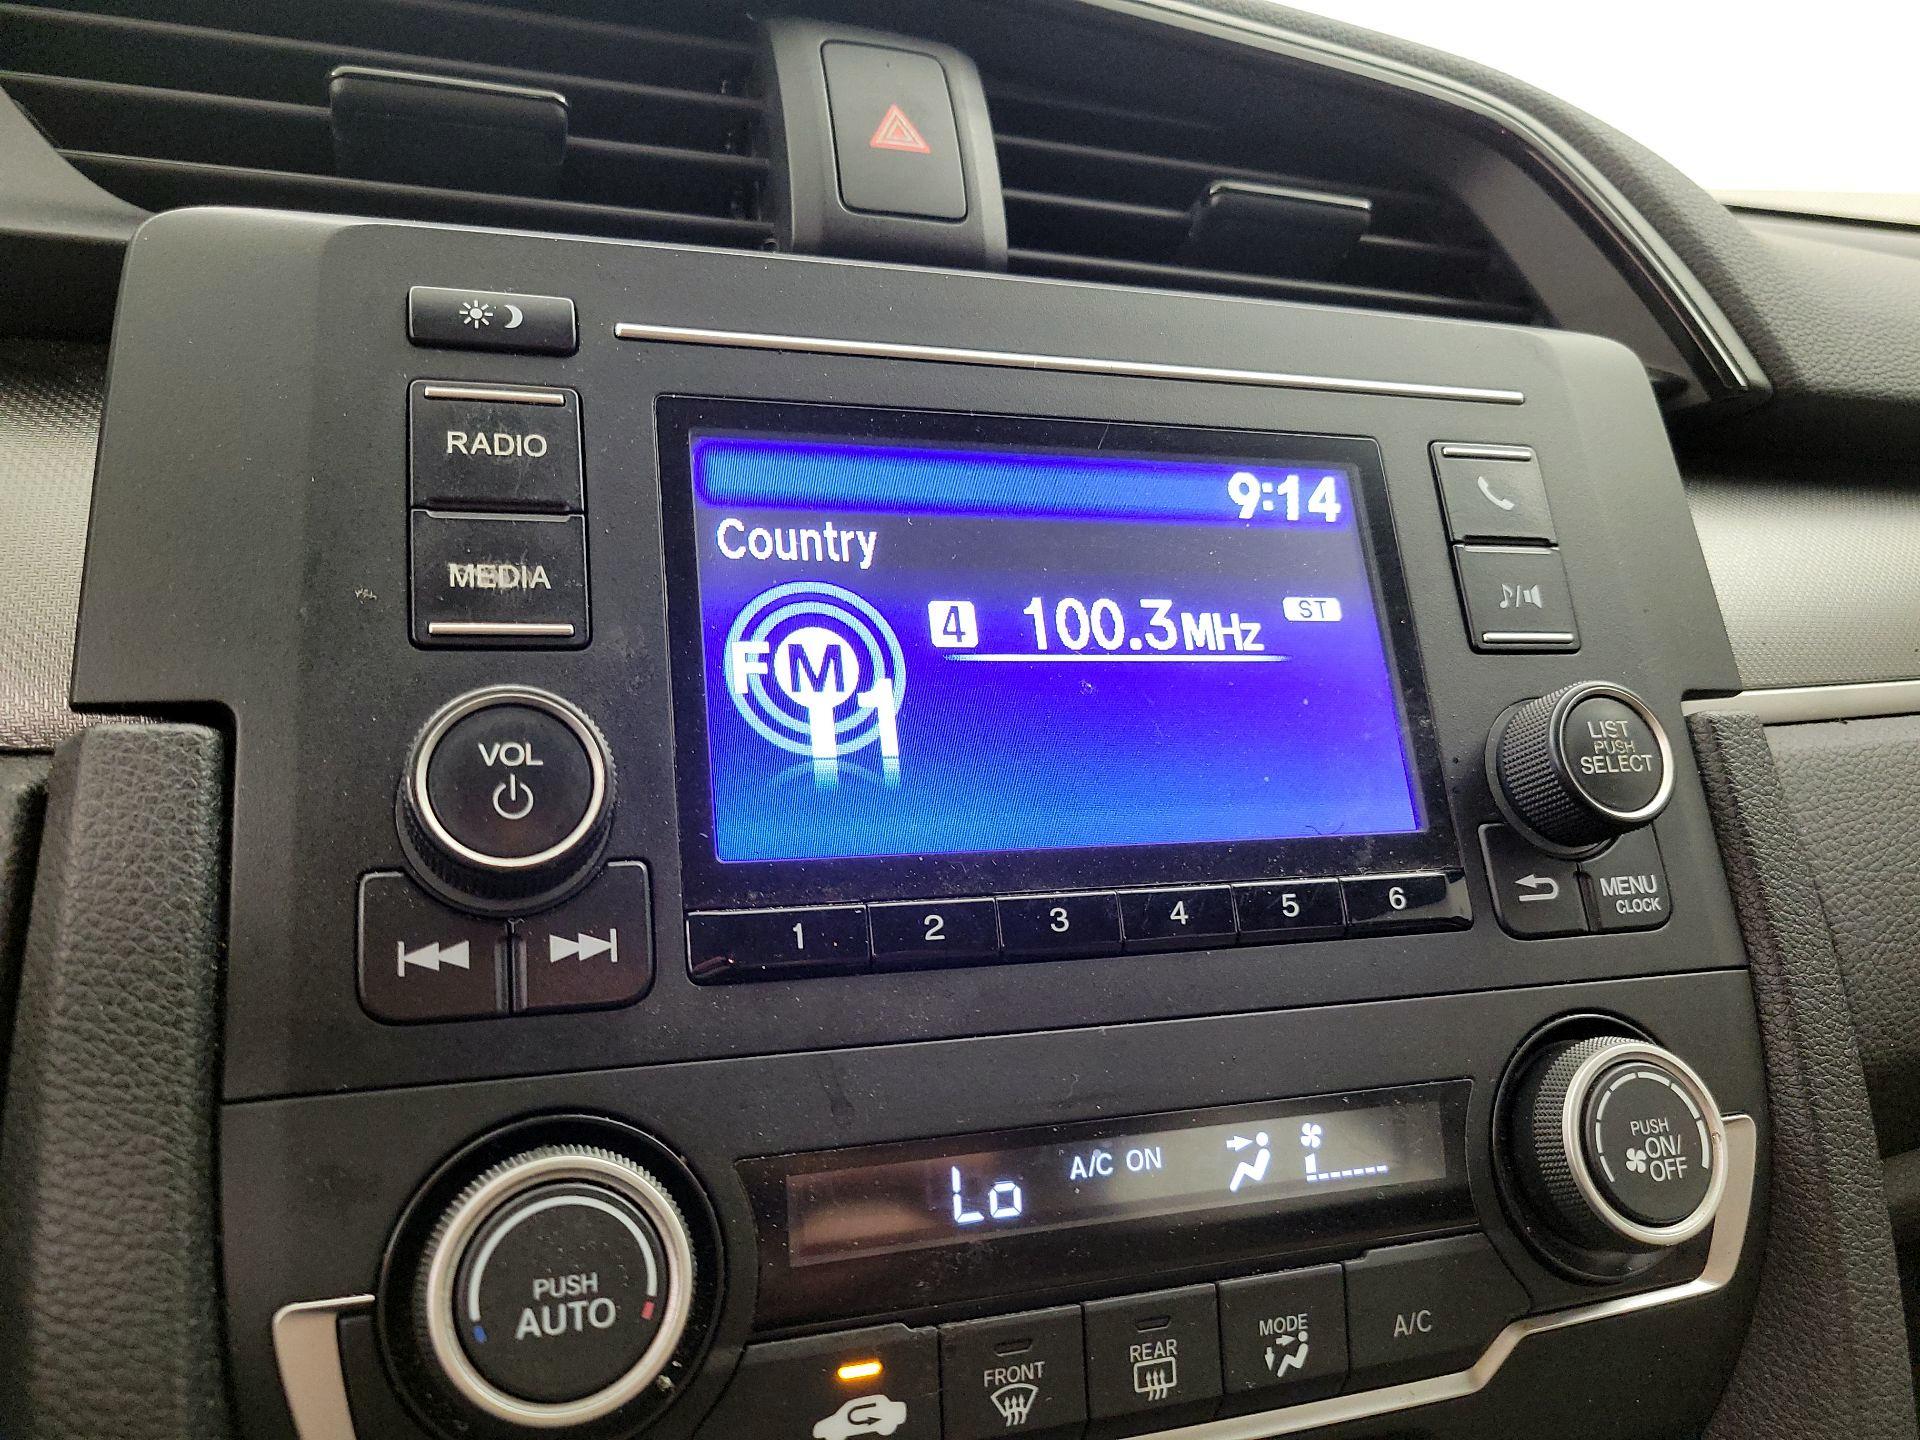 RADIO
MEDIA
VOL
9:14
Country
FM1
4 100.3MHz ST
1 2 3 4 5 6
LIST
PUSH
SELECT
MENU
CLOCK
Lo A/C ON
PUSH
ON/
OFF
PUSH
AUTO
FRONT
REAR
MODE
A/C